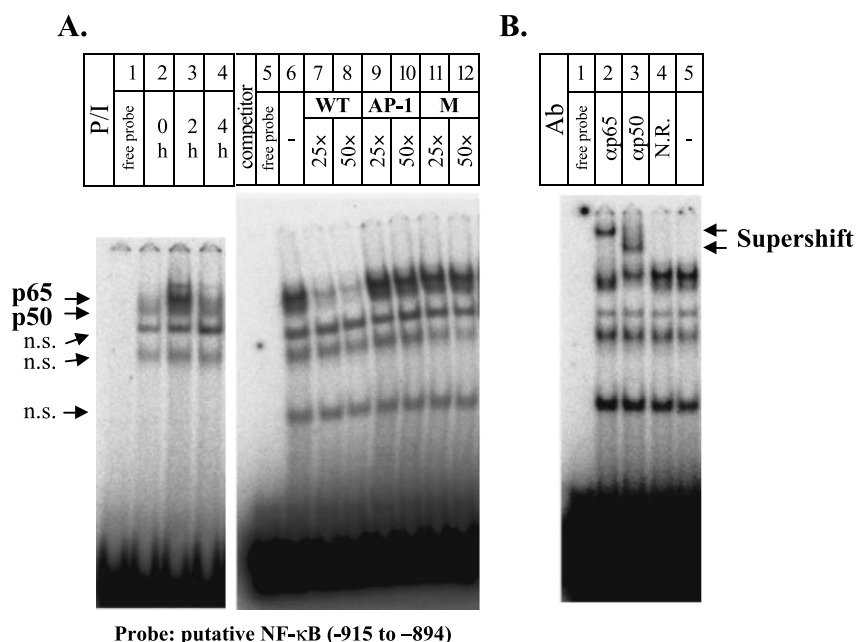 A.
B.
P/I 1 2 3 4
free probe 0 h 2 h 4 h
competitor 5 6 7 8 9 10 11 12
free probe - WT AP-1 M
25× 50× 25× 50× 25× 50×
Ab 1 2 3 4 5
free probe αp65 αp50 N.R. -
Supershift
p65
p50
n.s.
n.s.
n.s.
Probe: putative NF-κB (-915 to –894)